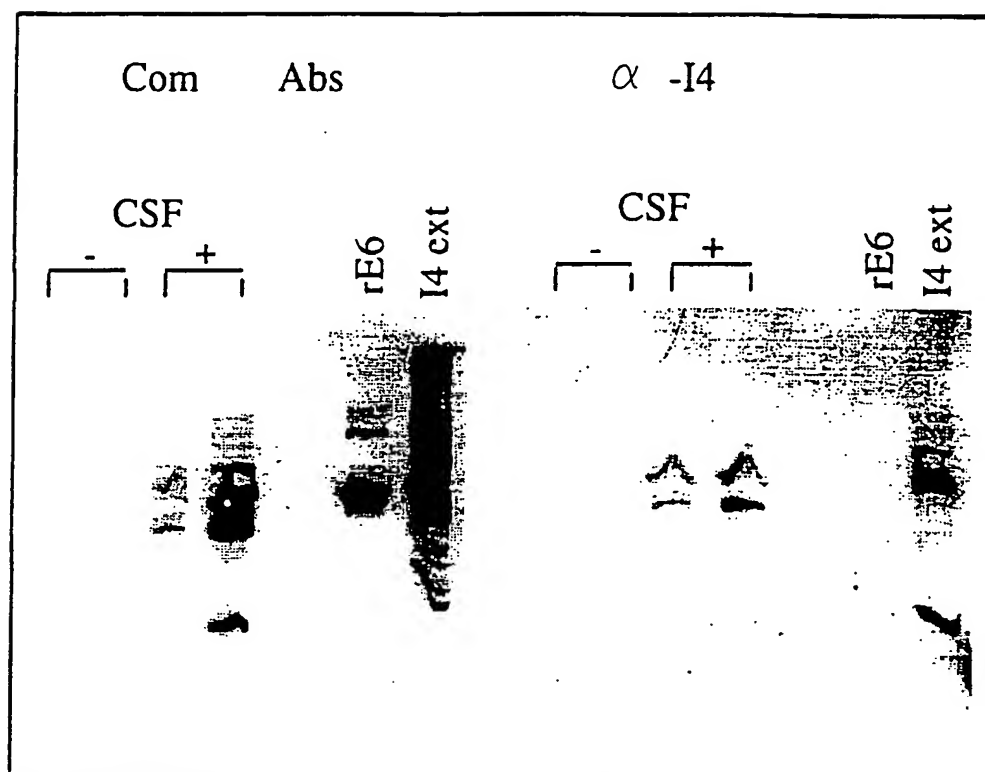 Com Abs α -I4
CSF CSF
- + rE6 I4 ext - + rE6 I4 ext